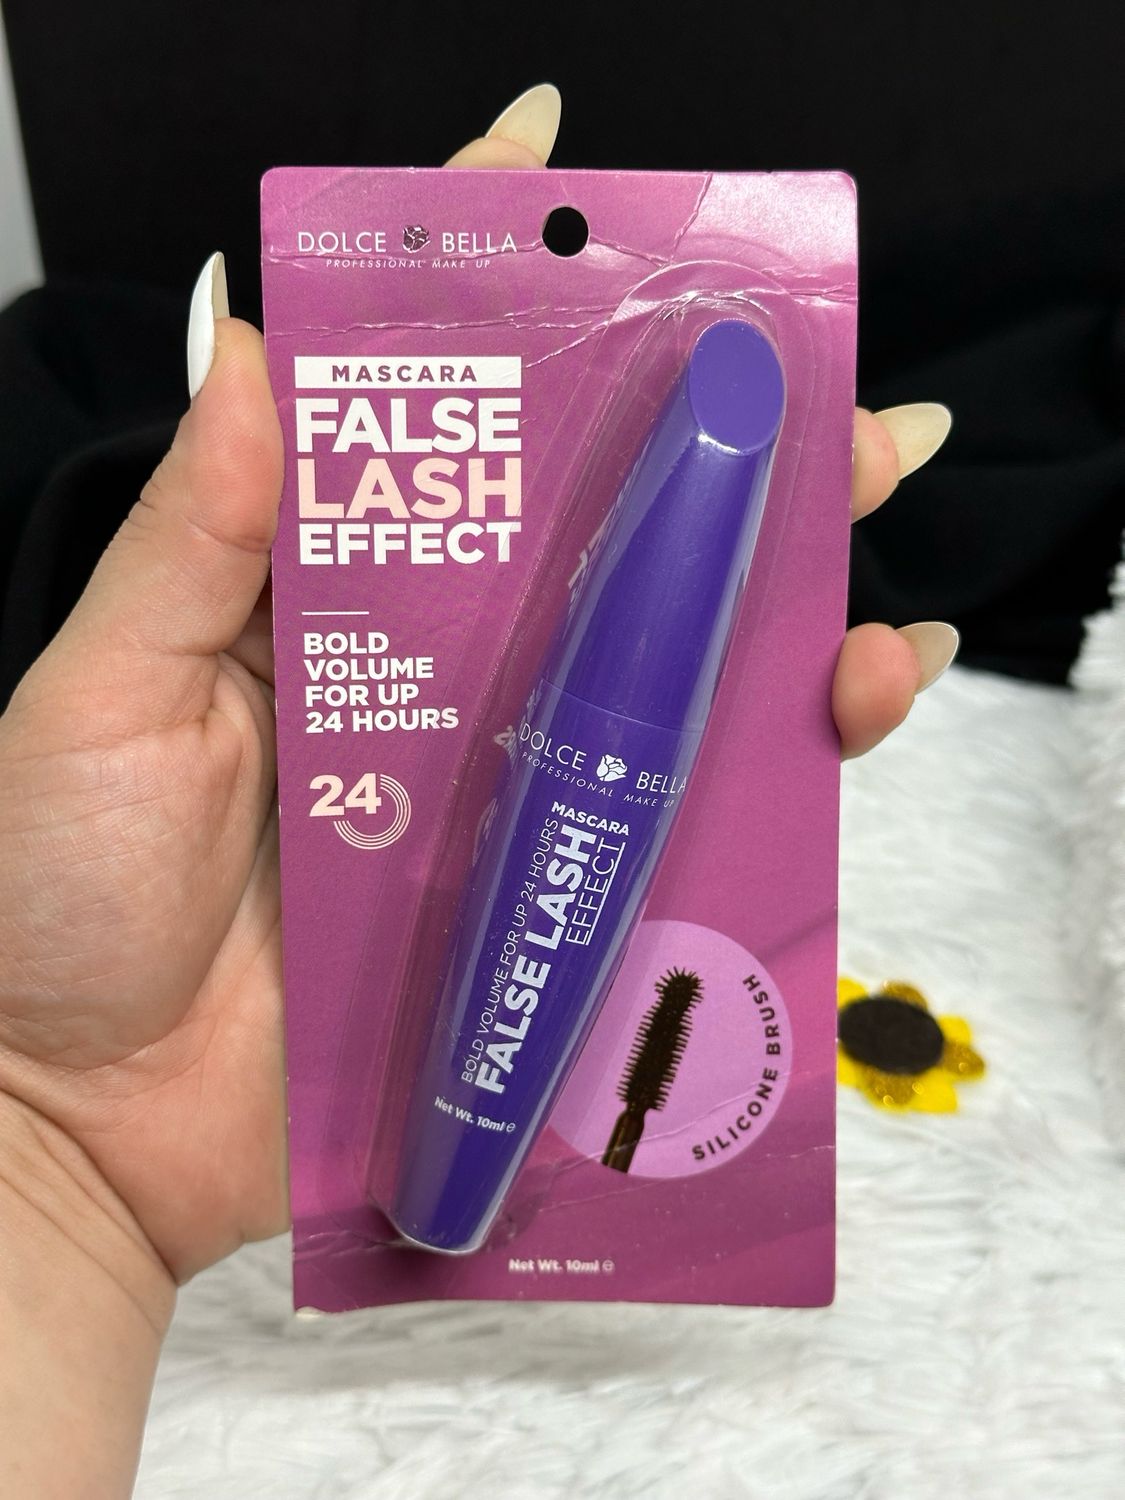 DOLCE BELLA
PROFESSIONAL MAKE UP
MASCARA
FALSE
LASH
EFFECT
BOLD
VOLUME
FOR UP
24 HOURS
24
DOLCE BELLA
PROFESSIONAL MAKE UP
MASCARA
FALSE LASH
EFFECT
BOLD VOLUME FOR UP 24 HOURS
Net Wt. 10ml e
SILICONE BRUSH
Net Wt. 10ml e